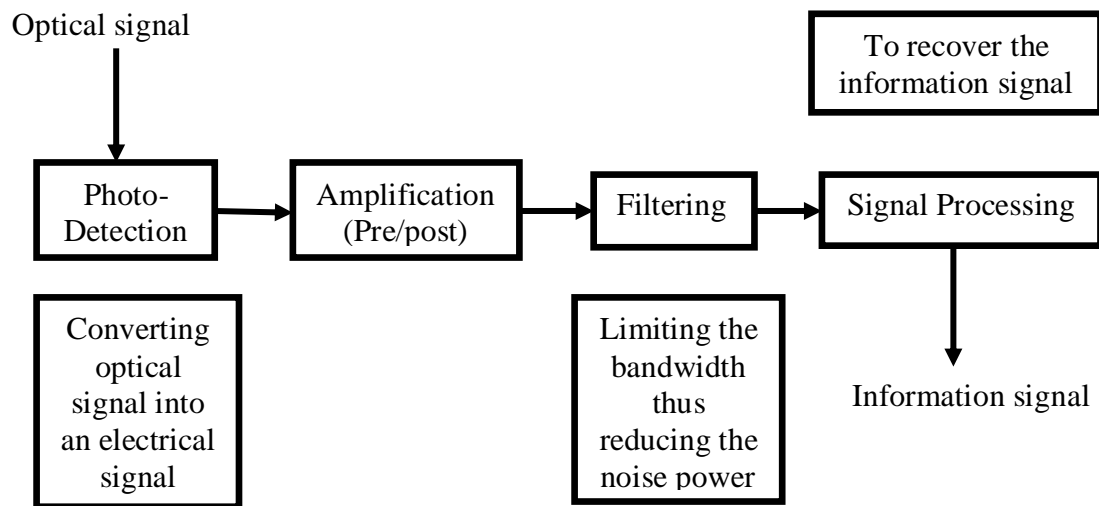 Optical signal
To recover the
information signal
Photo-
Detection
Amplification
(Pre/post)
Filtering
Signal Processing
Converting
optical
signal into
an electrical
signal
Limiting the
bandwidth
thus
reducing the
noise power
Information signal